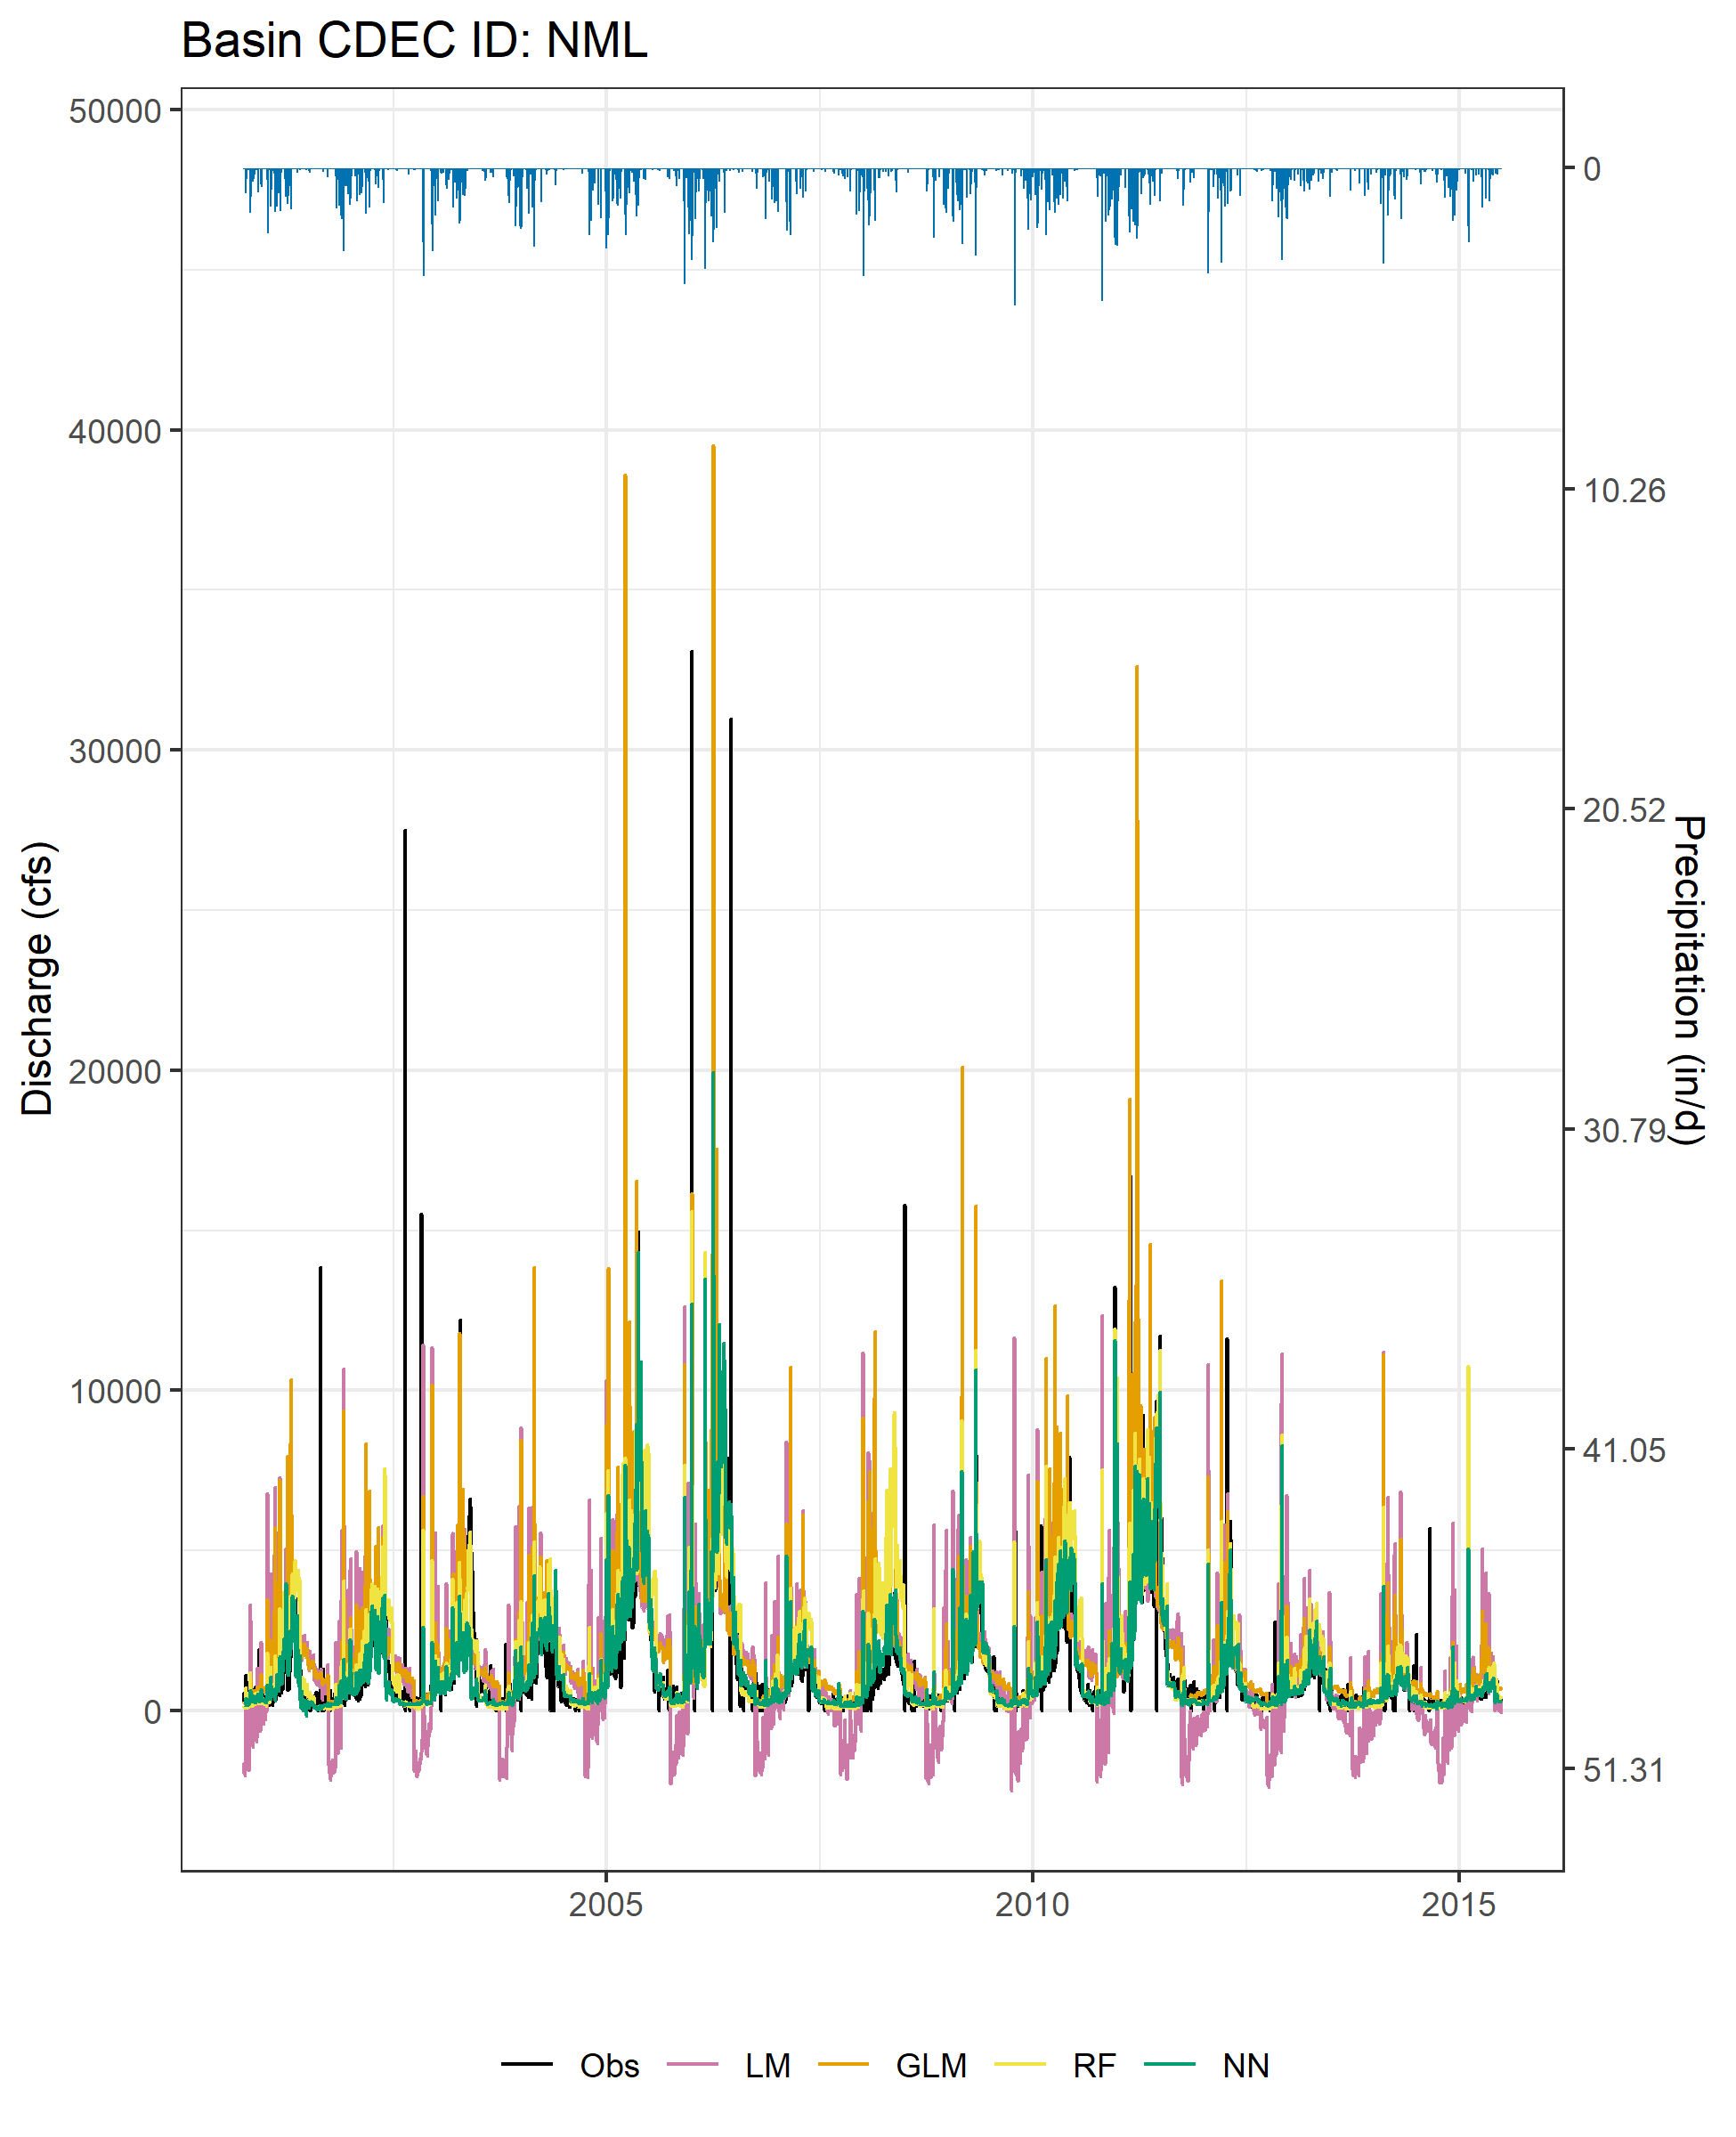 Basin CDEC ID: NML
50000
40000
30000
20000
10000
0
Discharge (cfs)
0
10.26
20.52
30.79
41.05
51.31
Precipitation (in/d)
2005 2010 2015
Obs LM GLM RF NN